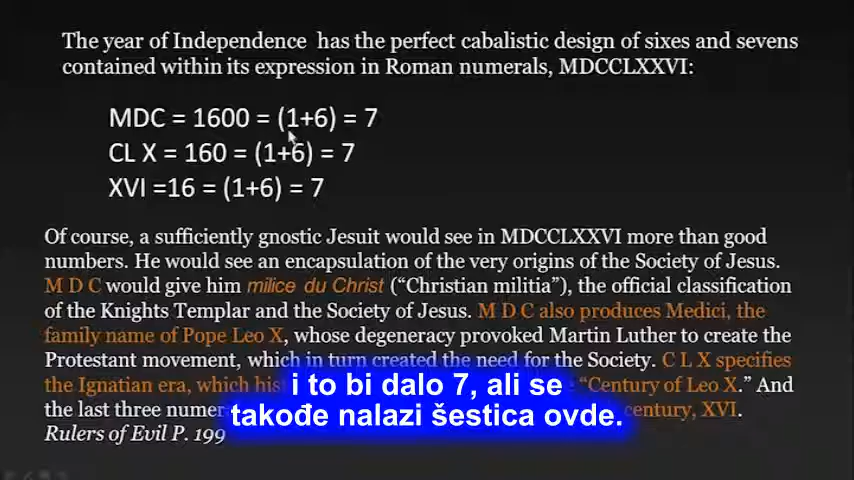 The year of Independence has the perfect cabalistic design of sixes and sevens
contained within its expression in Roman numerals, MDCCLXXVI:
MDC = 1600 = (1+6) = 7
CL X = 160 = (1+6) = 7
XVI =16 = (1+6) = 7
Of course, a sufficiently gnostic Jesuit would see in MDCCLXXVI more than good
numbers. He would see an encapsulation of the very origins of the Society of Jesus.
M D C would give him milice du Christ (“Christian militia”), the official classification
of the Knights Templar and the Society of Jesus. M D C also produces Medici, the
family name of Pope Leo X, whose degeneracy provoked Martin Luther to create the
Protestant movement, which in turn created the need for the Society. C L X specifies
the Ignatian era, which “Century of Leo X.” And
the last three century, XVI.
Rulers of Evil P. 199
i to bi dalo 7, ali se
takođe nalazi šestica ovde.